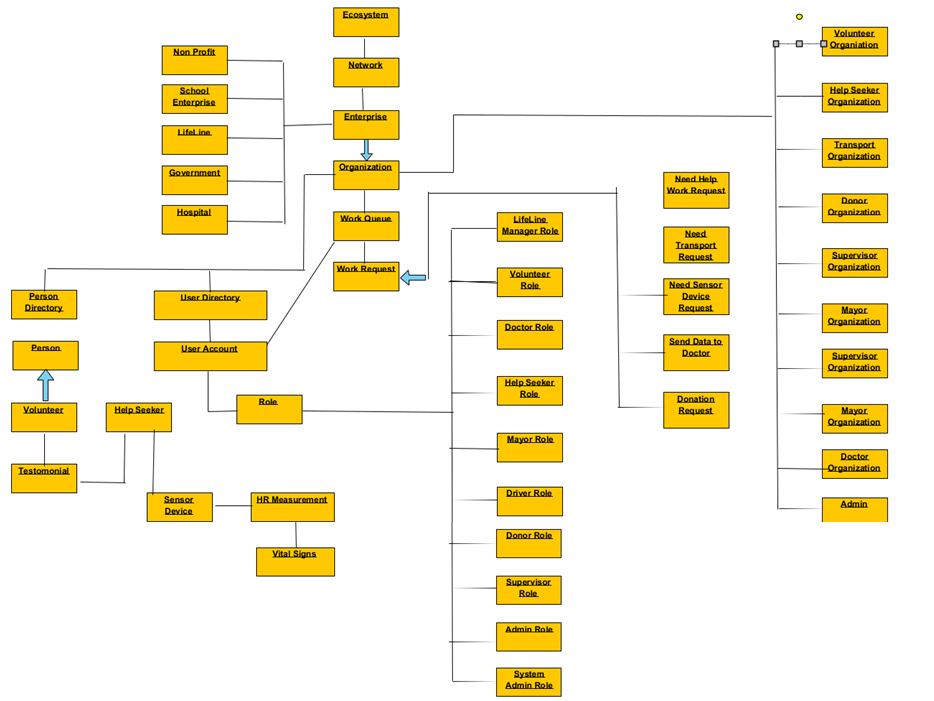 Ecosystem
Network
Enterprise
Organization
Work Queue
Work Request
Non Profit
School
Enterprise
LifeLine
Government
Hospital
Person
Directory
User Directory
Person
User Account
Volunteer
Help Seeker
Role
Testomonial
Sensor
Device
HR Measurement
Vital Signs
LifeLine
Manager Role
Volunteer
Role
Doctor Role
Help Seeker
Role
Mayor Role
Driver Role
Donor Role
Supervisor
Role
Admin Role
System
Admin Role
Need Help
Work Request
Need
Transport
Request
Need Sensor
Device
Request
Send Data to
Doctor
Donation
Request
Volunteer
Organiation
Help Seeker
Organization
Transport
Organization
Donor
Organization
Supervisor
Organization
Mayor
Organization
Supervisor
Organization
Mayor
Organization
Doctor
Organization
Admin